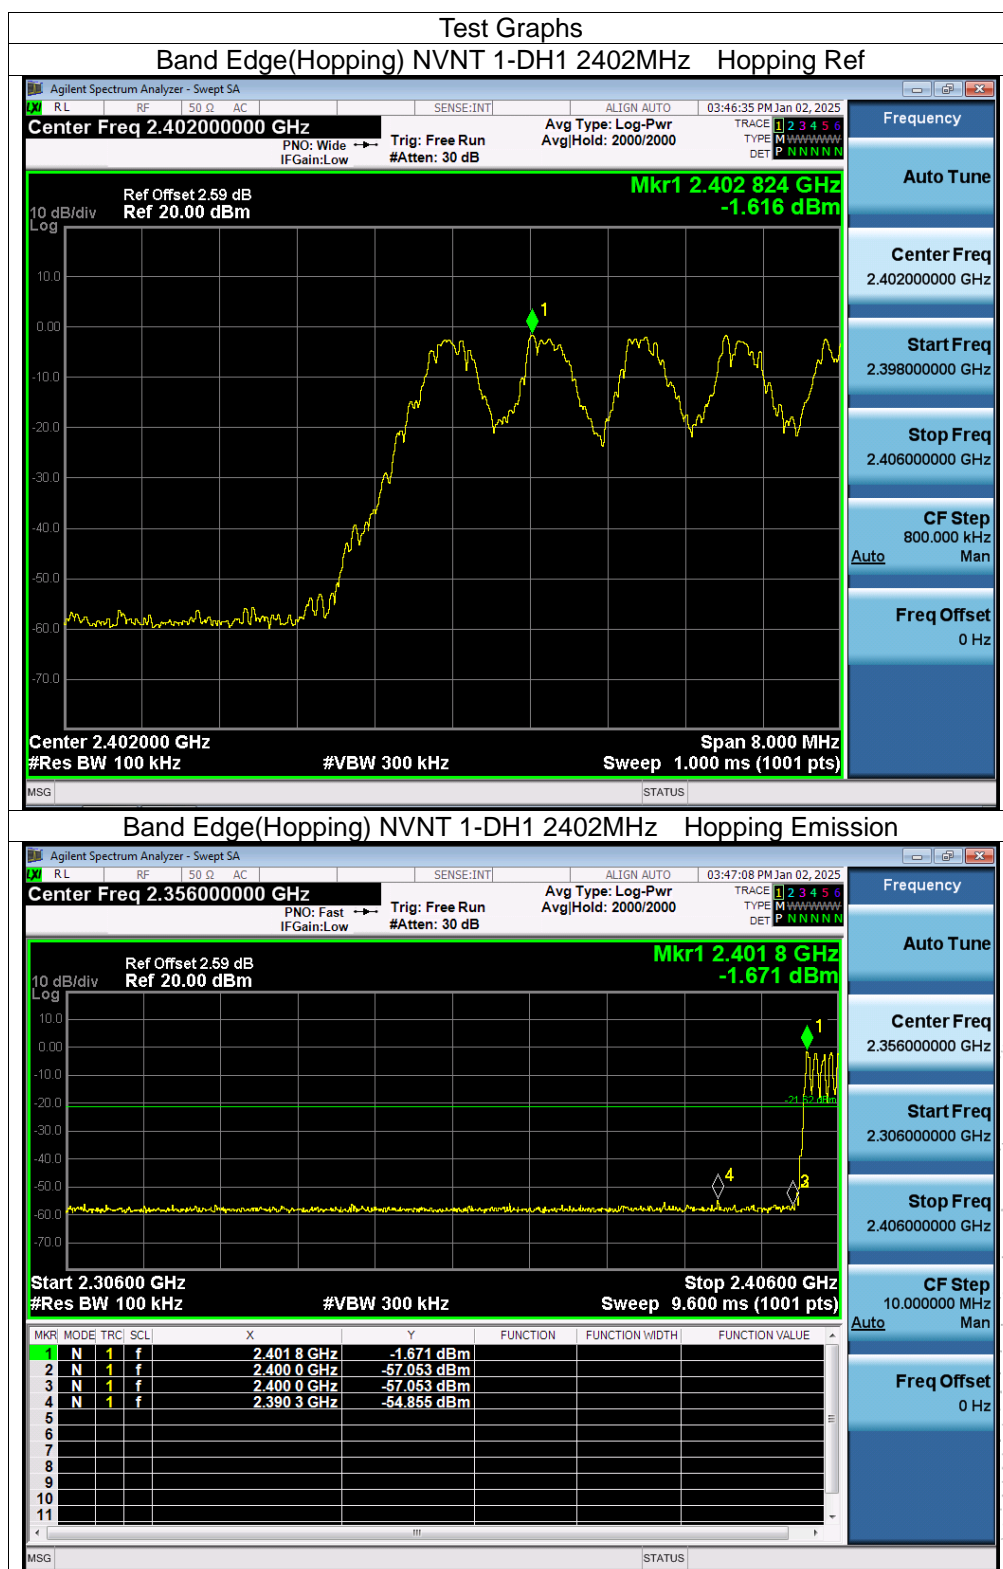 Test Graphs
Band Edge(Hopping) NVNT 1-DH1 2402MHz Hopping Ref
Agilent Spectrum Analyzer - Swept SA
LXI RL RF 50 Ω AC SENSE:INT ALIGN AUTO 03:46:35 PM Jan 02, 2025
Center Freq 2.402000000 GHz
PNO: Wide
IFGain:Low
Trig: Free Run
#Atten: 30 dB
Avg Type: Log-Pwr
Avg|Hold: 2000/2000
TRACE 1 2 3 4 5 6
TYPE M W W W W W
DET P N N N N N
Ref Offset 2.59 dB
Ref 20.00 dBm
10 dB/div
Log
Mkr1 2.402 824 GHz
-1.616 dBm
10.0
0.00
-10.0
-20.0
-30.0
-40.0
-50.0
-60.0
-70.0
1
Center 2.402000 GHz
Span 8.000 MHz
#Res BW 100 kHz
#VBW 300 kHz
Sweep 1.000 ms (1001 pts)
MSG
STATUS
Frequency
Auto Tune
Center Freq
2.402000000 GHz
Start Freq
2.398000000 GHz
Stop Freq
2.406000000 GHz
CF Step
800.000 kHz
Auto Man
Freq Offset
0 Hz
Band Edge(Hopping) NVNT 1-DH1 2402MHz Hopping Emission
Agilent Spectrum Analyzer - Swept SA
LXI RL RF 50 Ω AC SENSE:INT ALIGN AUTO 03:47:08 PM Jan 02, 2025
Center Freq 2.356000000 GHz
PNO: Fast
IFGain:Low
Trig: Free Run
#Atten: 30 dB
Avg Type: Log-Pwr
Avg|Hold: 2000/2000
TRACE 1 2 3 4 5 6
TYPE M W W W W W
DET P N N N N N
Ref Offset 2.59 dB
Ref 20.00 dBm
10 dB/div
Log
Mkr1 2.401 8 GHz
-1.671 dBm
10.0
0.00
-10.0
-20.0
-30.0
-40.0
-50.0
-60.0
-70.0
1
-21.62 dBm
4
3
Start 2.30600 GHz
Stop 2.40600 GHz
#Res BW 100 kHz
#VBW 300 kHz
Sweep 9.600 ms (1001 pts)
MKR MODE TRC SCL X Y FUNCTION FUNCTION WIDTH FUNCTION VALUE
1 N 1 f 2.401 8 GHz -1.671 dBm
2 N 1 f 2.400 0 GHz -57.053 dBm
3 N 1 f 2.400 0 GHz -57.053 dBm
4 N 1 f 2.390 3 GHz -54.855 dBm
5
6
7
8
9
10
11
MSG
STATUS
Frequency
Auto Tune
Center Freq
2.356000000 GHz
Start Freq
2.306000000 GHz
Stop Freq
2.406000000 GHz
CF Step
10.000000 MHz
Auto Man
Freq Offset
0 Hz